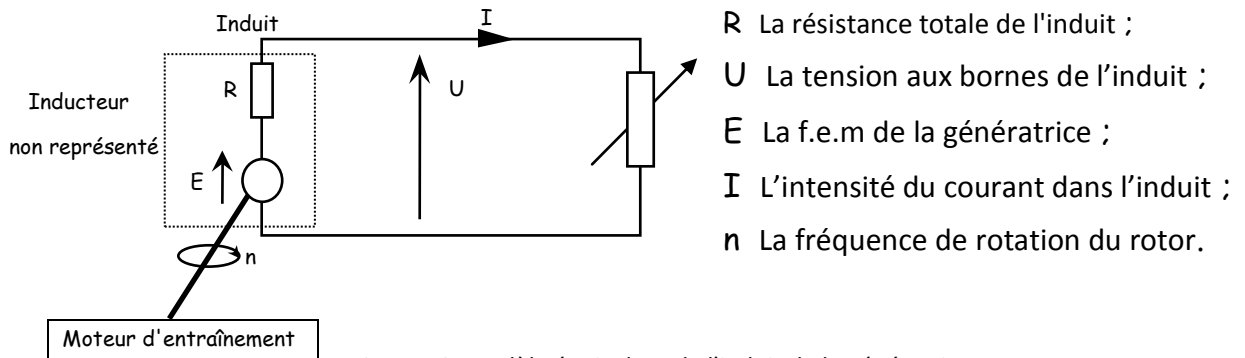 Induit
I
R La résistance totale de l'induit ;
R
U
U La tension aux bornes de l’induit ;
Inducteur
non représenté
E La f.e.m de la génératrice ;
E
I L’intensité du courant dans l’induit ;
n La fréquence de rotation du rotor.
n
Moteur d'entraînement